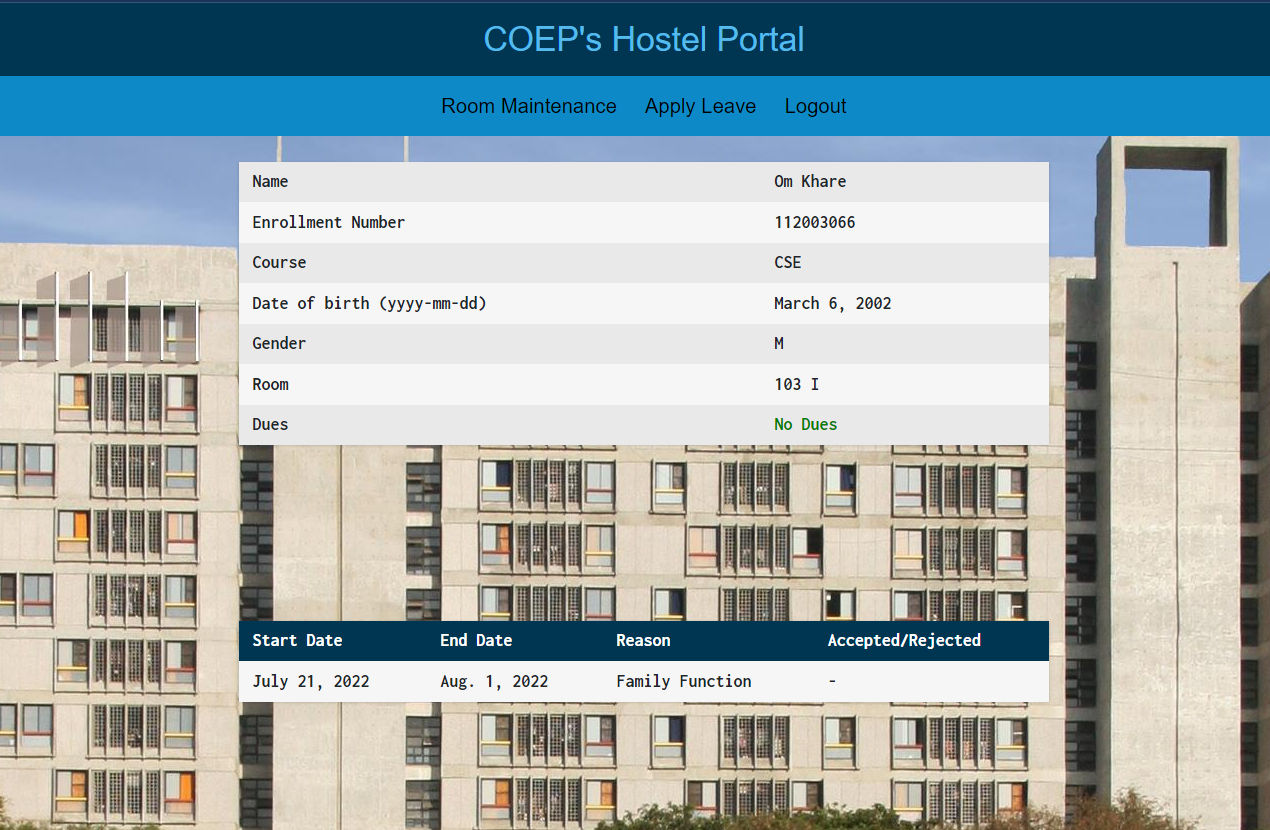 COEP's Hostel Portal
Room Maintenance Apply Leave Logout
Name Om Khare
Enrollment Number 112003066
Course CSE
Date of birth (yyyy-mm-dd) March 6, 2002
Gender M
Room 103 I
Dues No Dues
Start Date End Date Reason Accepted/Rejected
July 21, 2022 Aug. 1, 2022 Family Function -